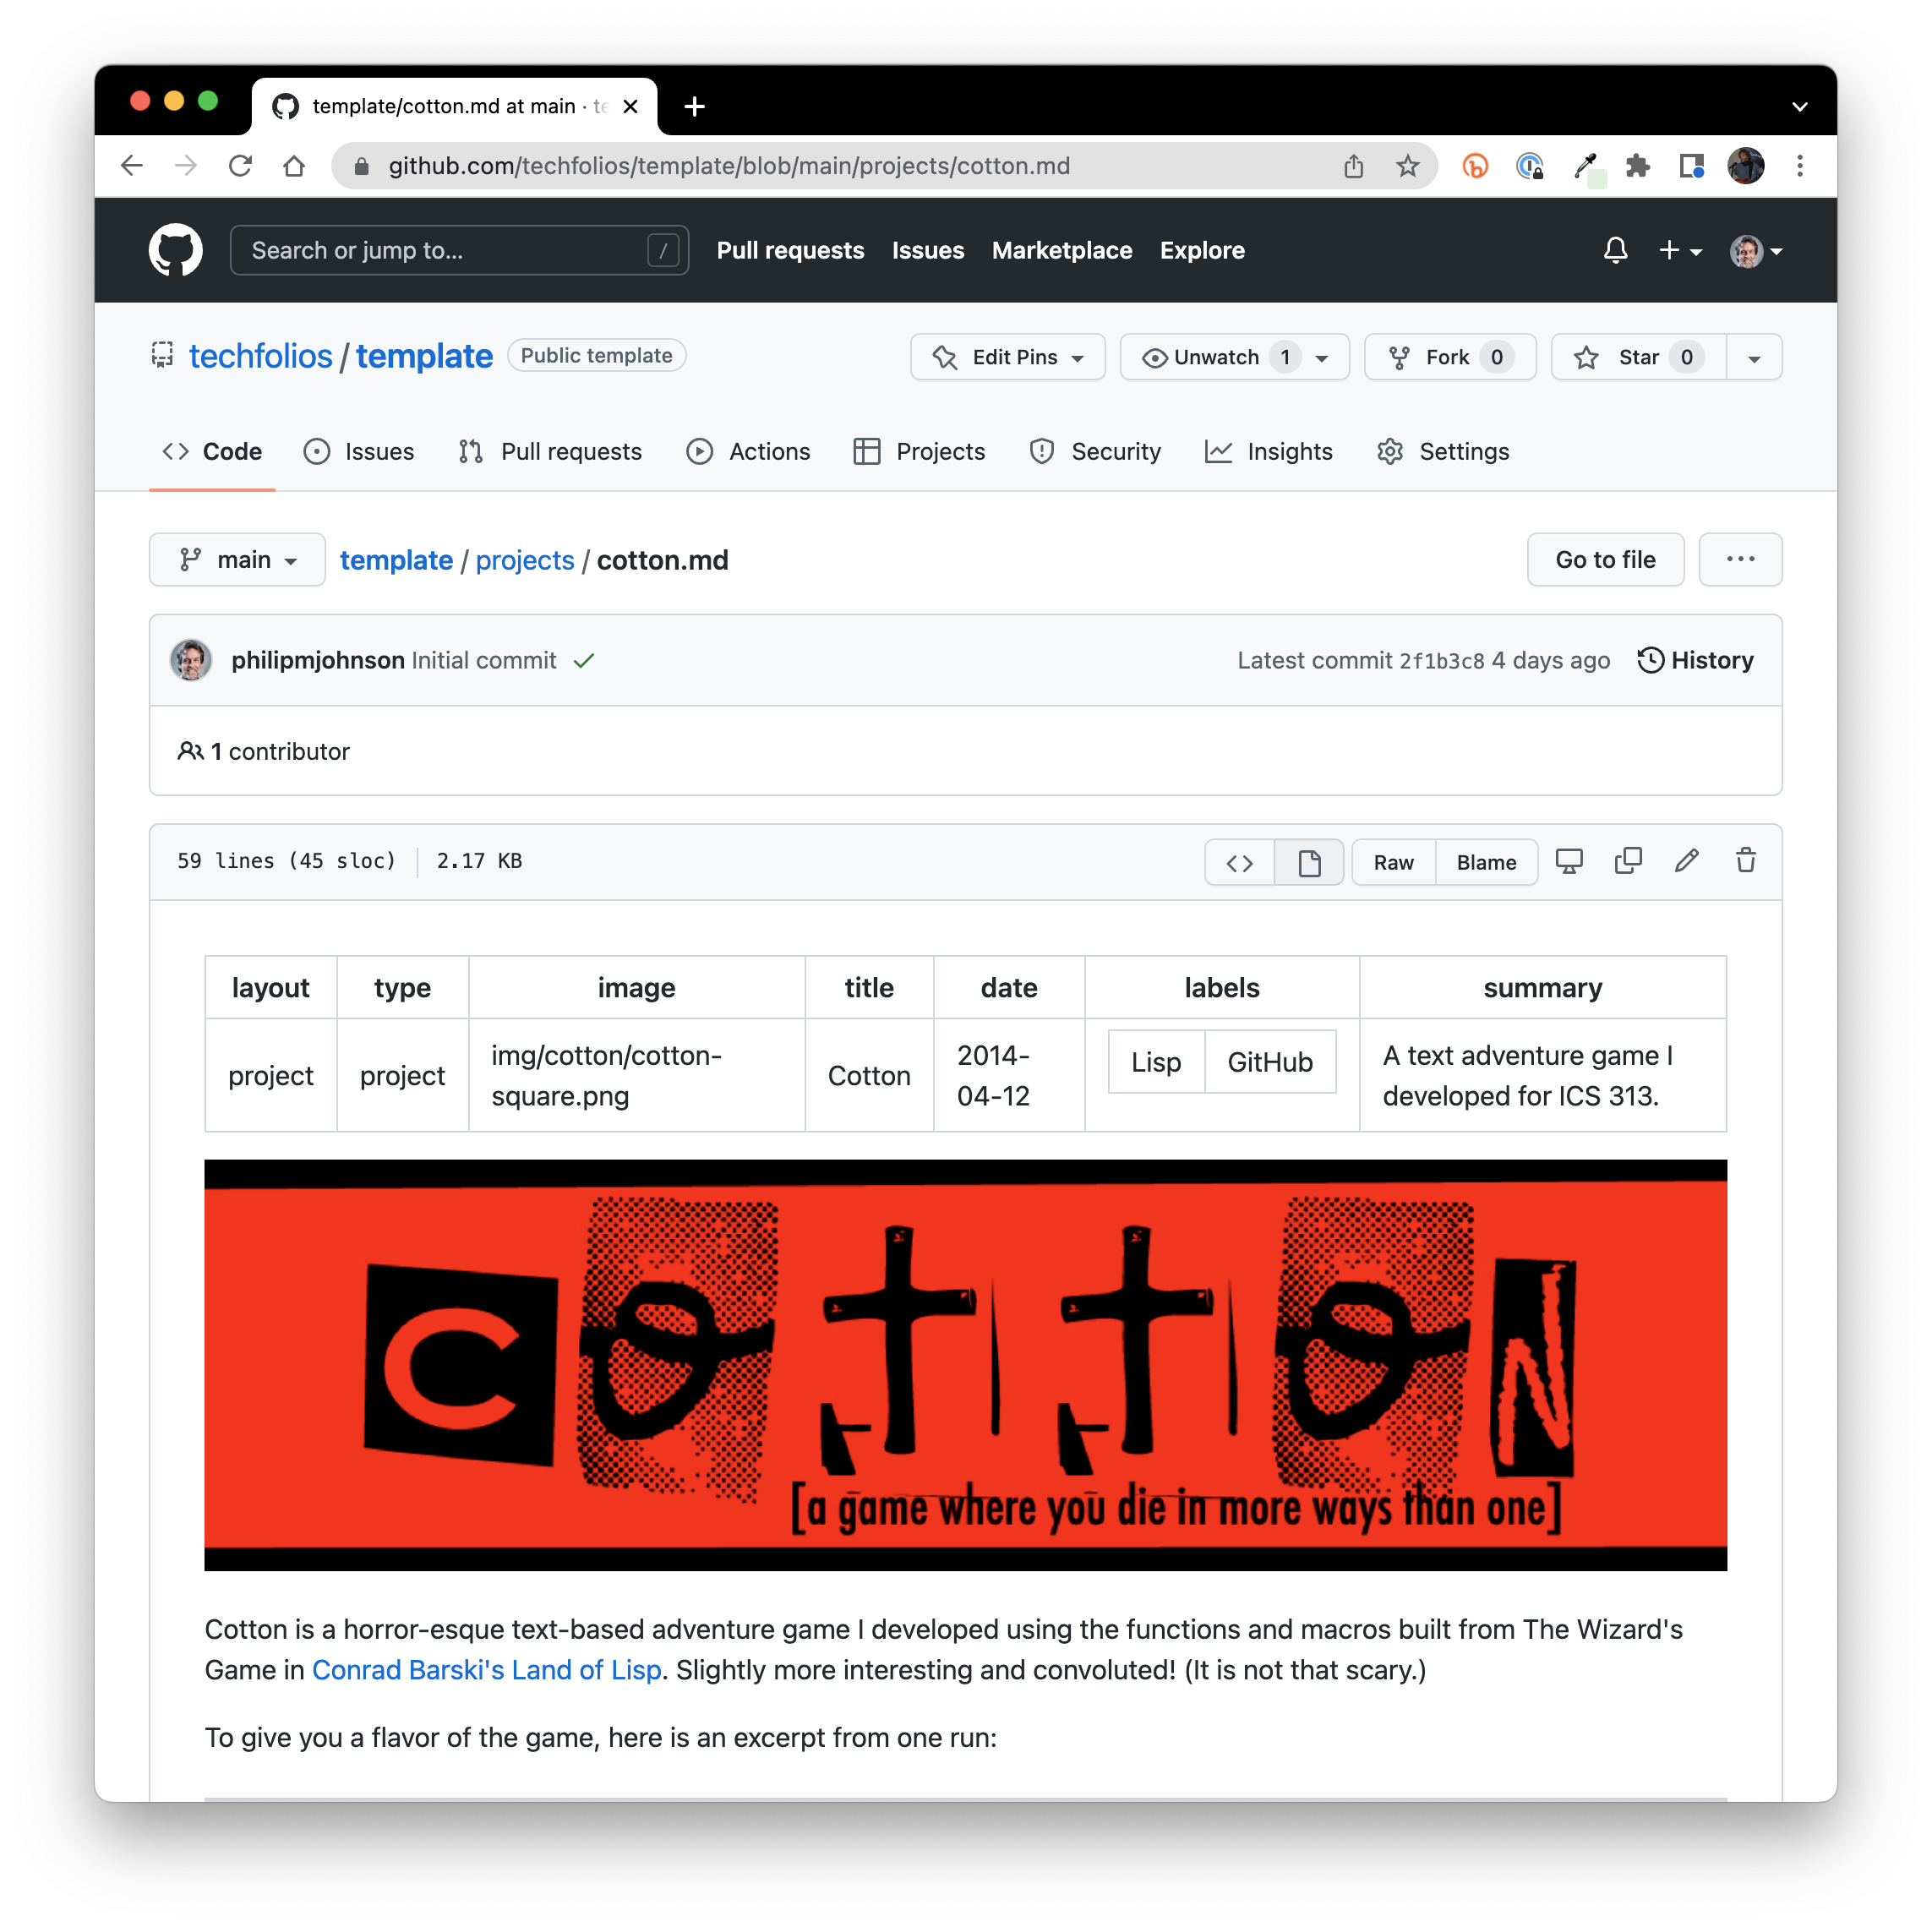 template/cotton.md at main · te
github.com/techfolios/template/blob/main/projects/cotton.md
Search or jump to... /
Pull requests Issues Marketplace Explore
techfolios / template Public template
Edit Pins Unwatch 1 Fork 0 Star 0
Code Issues Pull requests Actions Projects Security Insights Settings
main template / projects / cotton.md Go to file ...
philipmjohnson Initial commit Latest commit 2f1b3c8 4 days ago History
1 contributor
59 lines (45 sloc) 2.17 KB Raw Blame
layout type image title date labels summary
project project img/cotton/cotton-square.png Cotton 2014-04-12 Lisp GitHub A text adventure game I developed for ICS 313.
COTTON
[a game where you die in more ways than one]
Cotton is a horror-esque text-based adventure game I developed using the functions and macros built from The Wizard's
Game in Conrad Barski's Land of Lisp. Slightly more interesting and convoluted! (It is not that scary.)
To give you a flavor of the game, here is an excerpt from one run: